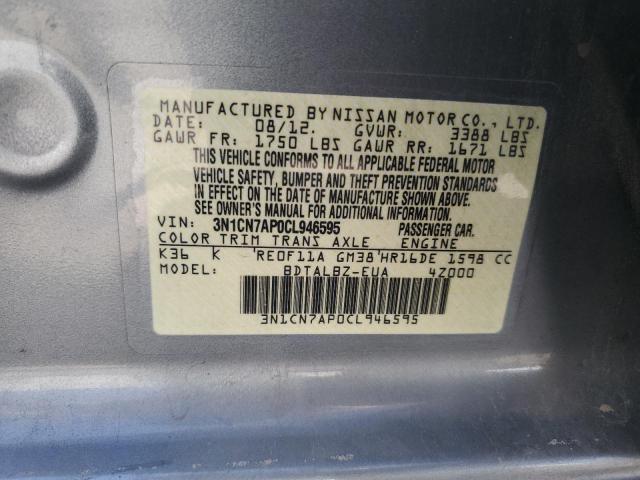 MANUFACTURED BY NISSAN MOTOR CO., LTD.
DATE: 08/12. GVWR: 3388 LBS
GAWR FR: 1750 LBS GAWR RR: 1671 LBS
THIS VEHICLE CONFORMS TO ALL APPLICABLE FEDERAL MOTOR
VEHICLE SAFETY, BUMPER AND THEFT PREVENTION STANDARDS
IN EFFECT ON THE DATE OF MANUFACTURE SHOWN ABOVE.
SEE OWNER'S MANUAL FOR ADDITIONAL INFORMATION.
VIN: 3N1CN7AP0CL946595 PASSENGER CAR.
COLOR TRIM TRANS AXLE ENGINE
K36 K RE0F11A GM38 HR16DE 1598 CC
MODEL: BDTALBZ-EUA 4Z000
3N1CN7AP0CL946595